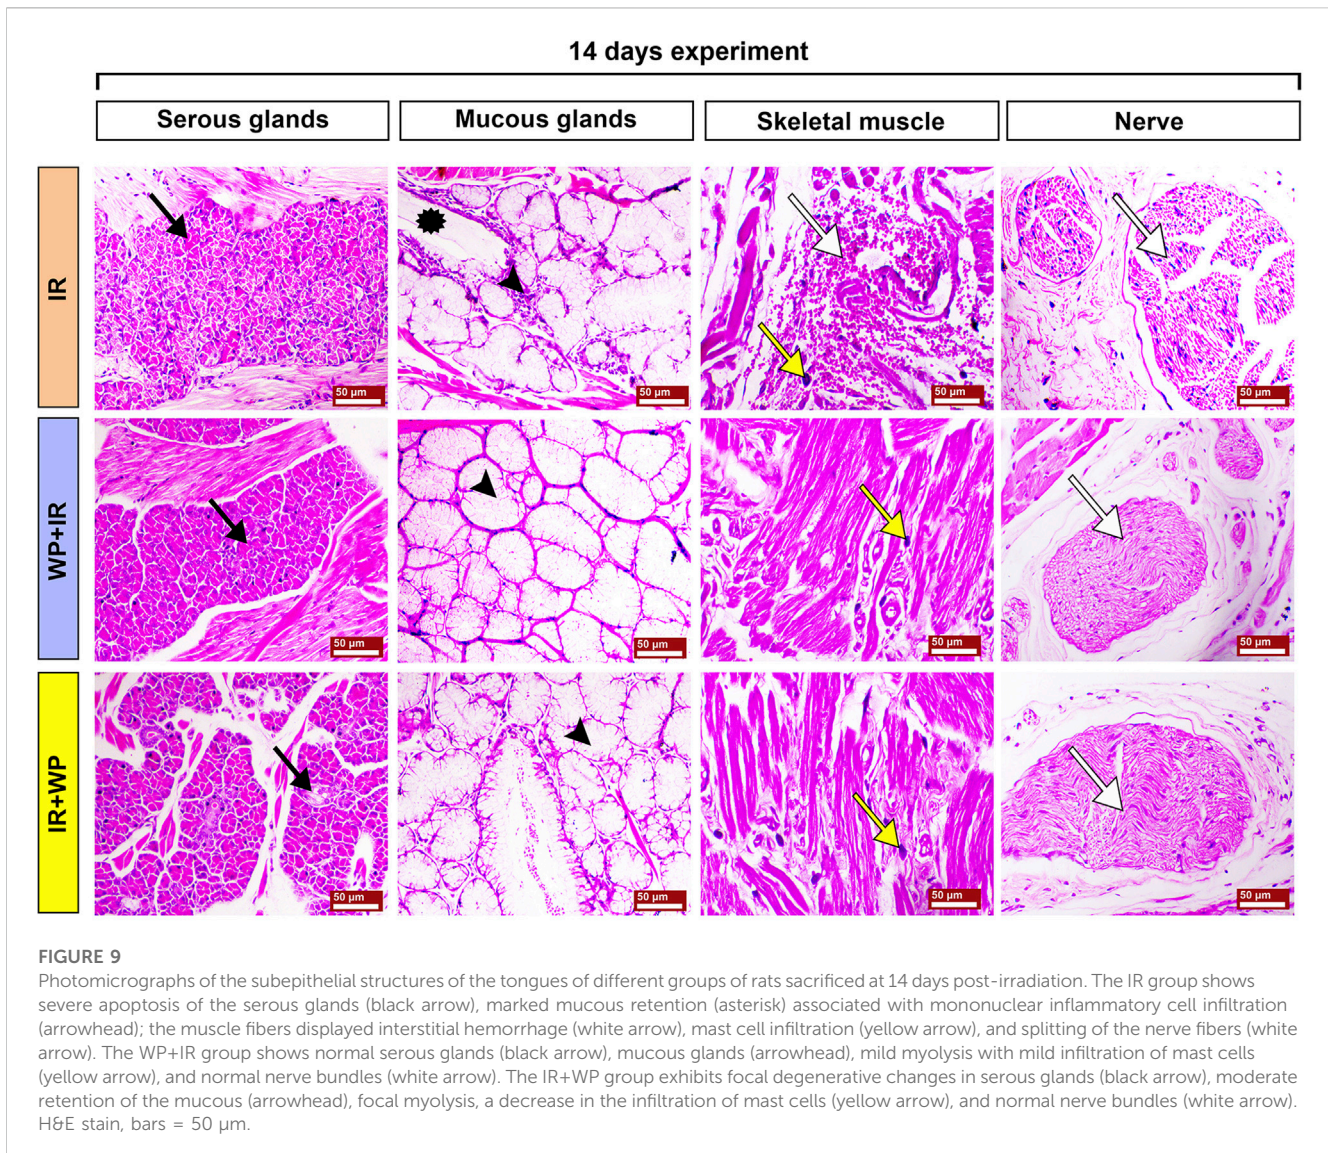 14 days experiment
Serous glands
Mucous glands
Skeletal muscle
Nerve
IR
50 µm
50 µm
50 µm
50 µm
WP+IR
50 µm
50 µm
50 µm
50 µm
IR+WP
50 µm
50 µm
50 µm
50 µm
FIGURE 9
Photomicrographs of the subepithelial structures of the tongues of different groups of rats sacrificed at 14 days post-irradiation. The IR group shows
severe apoptosis of the serous glands (black arrow), marked mucous retention (asterisk) associated with mononuclear inflammatory cell infiltration
(arrowhead); the muscle fibers displayed interstitial hemorrhage (white arrow), mast cell infiltration (yellow arrow), and splitting of the nerve fibers (white
arrow). The WP+IR group shows normal serous glands (black arrow), mucous glands (arrowhead), mild myolysis with mild infiltration of mast cells
(yellow arrow), and normal nerve bundles (white arrow). The IR+WP group exhibits focal degenerative changes in serous glands (black arrow), moderate
retention of the mucous (arrowhead), focal myolysis, a decrease in the infiltration of mast cells (yellow arrow), and normal nerve bundles (white arrow).
H&E stain, bars = 50 µm.